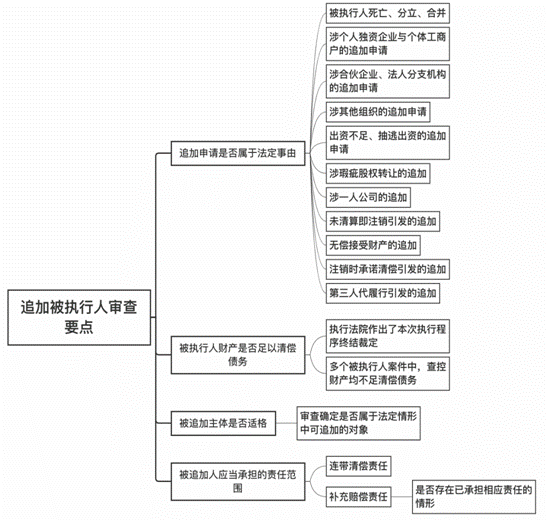 追加被执行人审查
要点
追加申请是否属于法定事由
被执行人死亡、分立、合并
涉个人独资企业与个体工商
户的追加申请
涉合伙企业、法人分支机构
的追加申请
涉其他组织的追加申请
出资不足、抽逃出资的追加
申请
涉瑕疵股权转让的追加
涉一人公司的追加
未清算即注销引发的追加
无偿接受财产的追加
注销时承诺清偿引发的追加
第三人代履行引发的追加
被执行人财产是否足以清偿
债务
执行法院作出了本次执行程
序终结裁定
多个被执行人案件中，查控
财产均不足清偿债务
被追加主体是否适格
审查确定是否属于法定情形
中可追加的对象
被追加人应当承担的责任范
围
连带清偿责任
补充赔偿责任
是否存在已承担相应责任的
情形